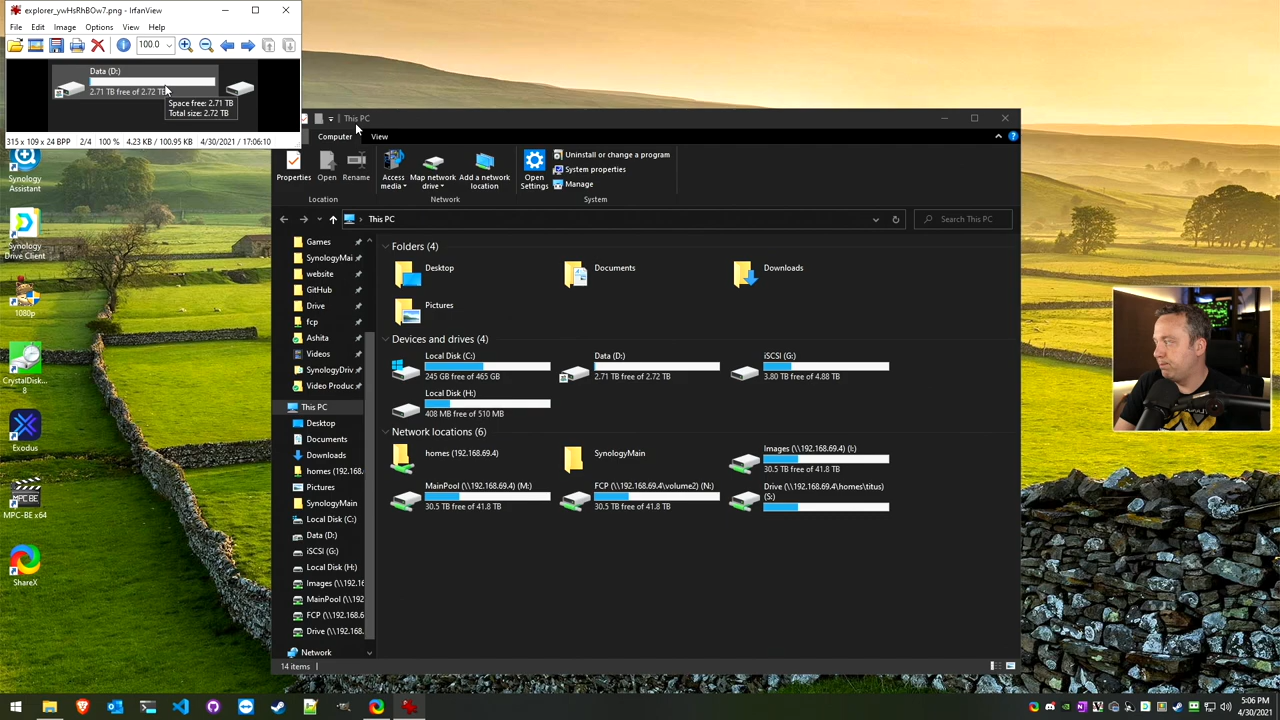 explorer_ywHsRhBOw7.png - IrfanView
File Edit Image Options View Help
100.0
Data (D:)
2.71 TB free of 2.72 TB
Space free: 2.71 TB
Total size: 2.72 TB
315 x 109 x 24 BPP 2/4 100 % 4.23 KB / 100.95 KB 4/30/2021 / 17:06:10
Synology
Assistant
Synology
Drive Client
1080p
CrystalDisk...
8
Exodus
MPC-BE x64
ShareX
This PC
Computer View
Properties
Open
Rename
Access
media
Map network
drive
Add a network
location
Open
Settings
Uninstall or change a program
System properties
Manage
Location
Network
System
This PC
Search This PC
Games
SynologyMai
website
GitHub
Drive
fcp
Ashita
Videos
SynologyDriv
Video Produc
This PC
Desktop
Documents
Downloads
homes (192.168.
Pictures
SynologyMain
Local Disk (C:)
Data (D:)
iSCSI (G:)
Local Disk (H:)
Images (\\192.16
MainPool (\\192
FCP (\\192.168.6
Drive (\\192.168.
Network
Folders (4)
Desktop
Documents
Downloads
Pictures
Devices and drives (4)
Local Disk (C:)
245 GB free of 465 GB
Data (D:)
2.71 TB free of 2.72 TB
iSCSI (G:)
3.80 TB free of 4.88 TB
Local Disk (H:)
408 MB free of 510 MB
Network locations (6)
homes (192.168.69.4)
SynologyMain
Images (\\192.168.69.4) (I:)
30.5 TB free of 41.8 TB
MainPool (\\192.168.69.4) (M:)
30.5 TB free of 41.8 TB
FCP (\\192.168.69.4\volume2) (N:)
30.5 TB free of 41.8 TB
Drive (\\192.168.69.4\homes\titus)
(S:)
14 items
5:06 PM
4/30/2021